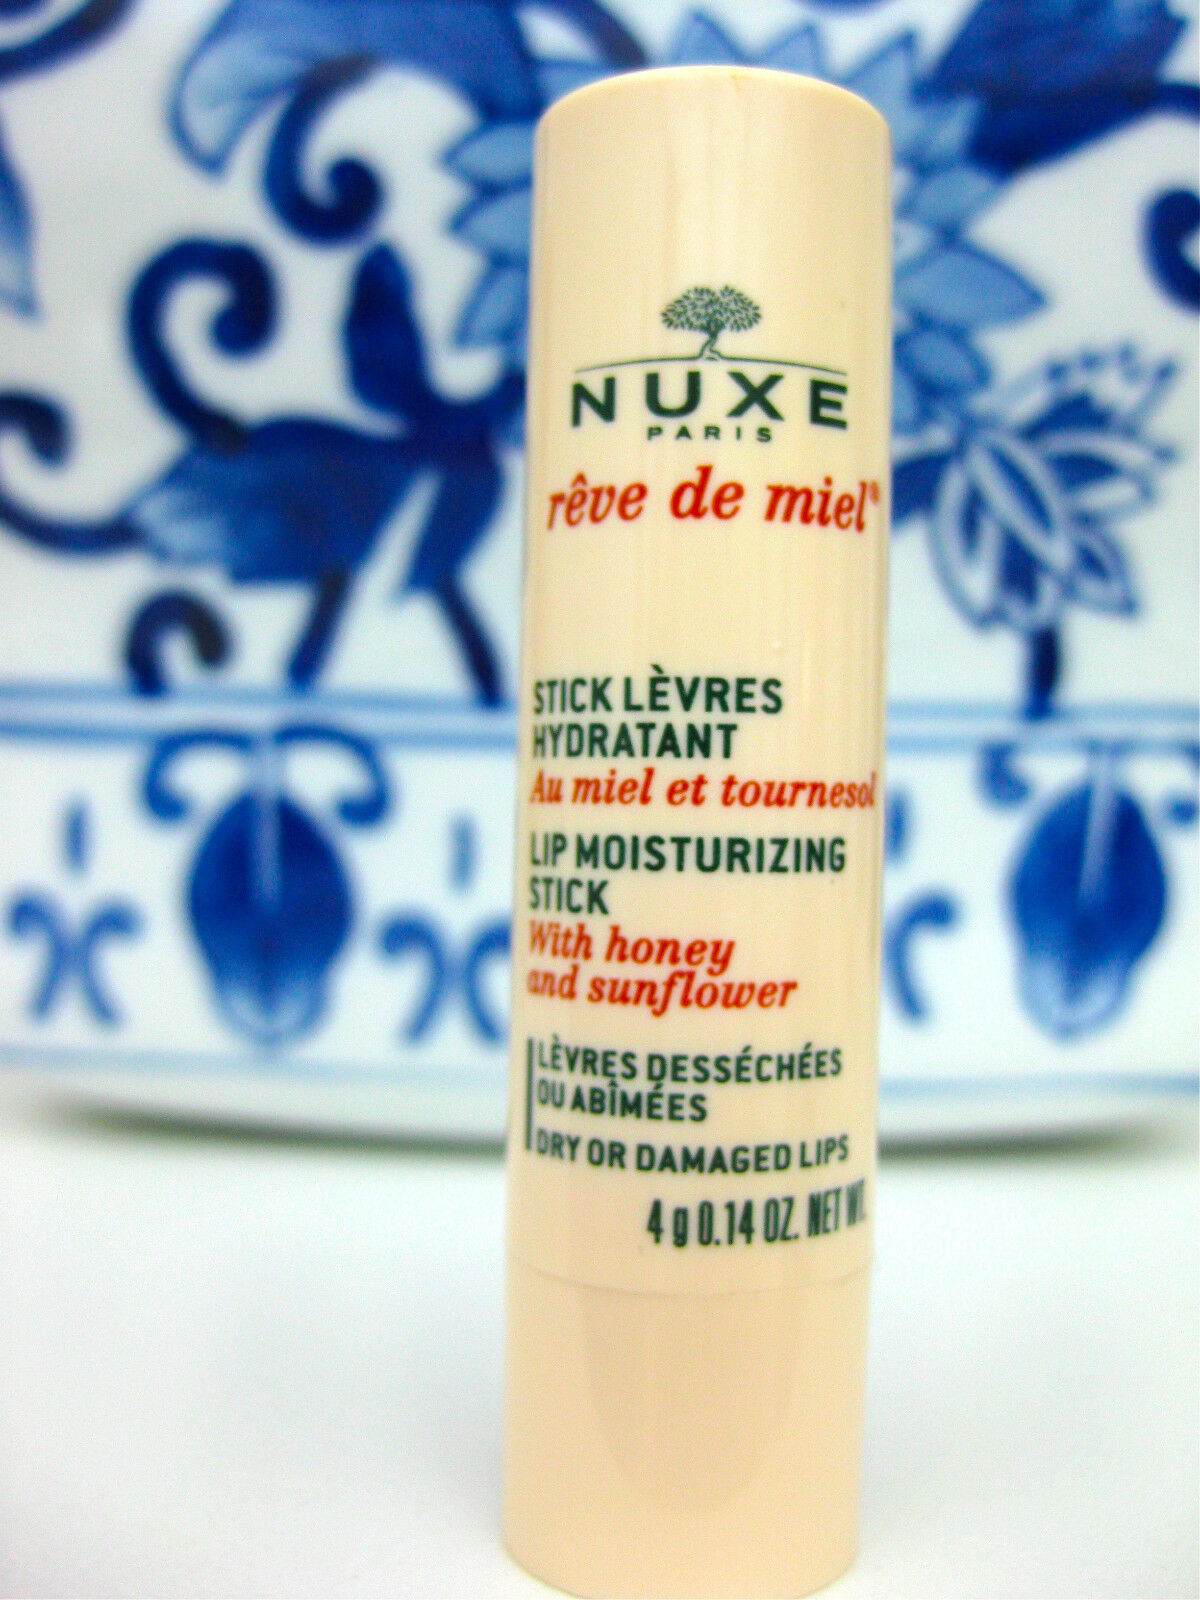 NUXE
PARIS
rêve de miel®
STICK LÈVRES
HYDRATANT
Au miel et tournesol
LIP MOISTURIZING
STICK
With honey
and sunflower
LÈVRES DESSÉCHÉES
OU ABÎMÉES
DRY OR DAMAGED LIPS
4 g 0.14 OZ. NET WT.